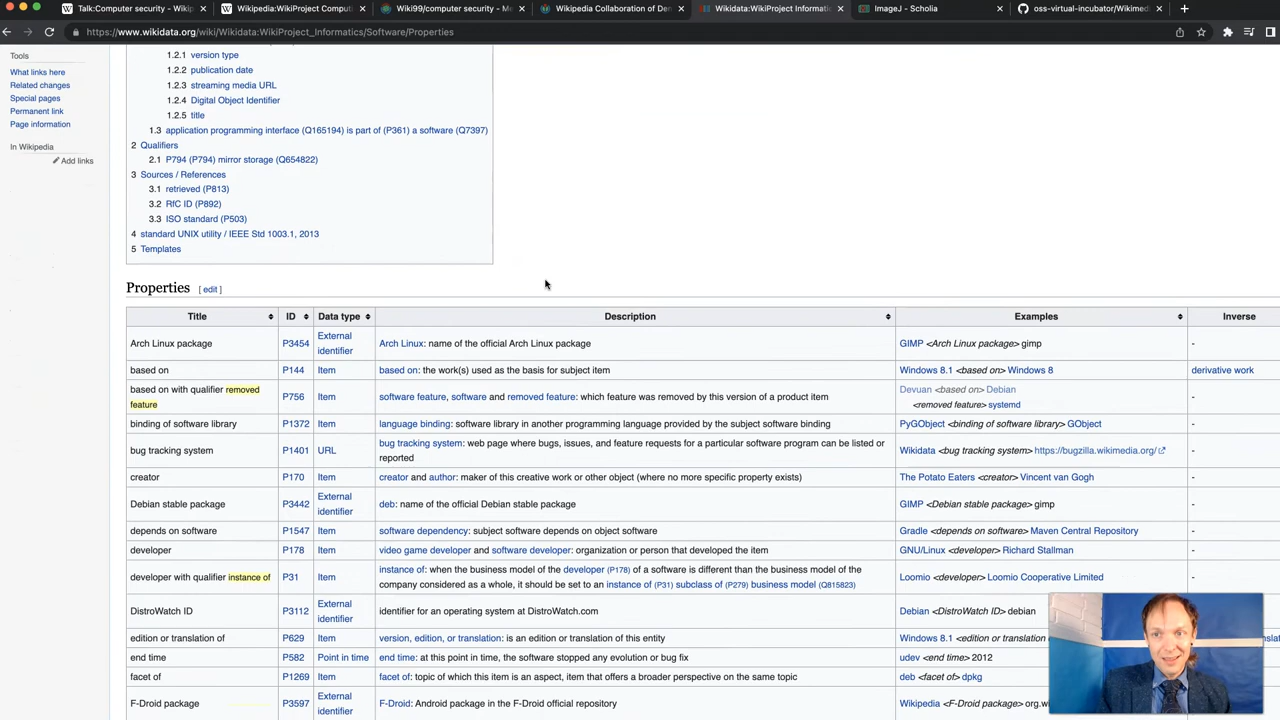 Talk:Computer security - Wikip
Wikipedia:WikiProject Computi
Wiki99/computer security - Me
Wikipedia Collaboration of Der
Wikidata:WikiProject Informati
ImageJ - Scholia
oss-virtual-incubator/Wikimed
https://www.wikidata.org/wiki/Wikidata:WikiProject_Informatics/Software/Properties
Tools
What links here
Related changes
Special pages
Permanent link
Page information
In Wikipedia
Add links
1.2.1 version type
1.2.2 publication date
1.2.3 streaming media URL
1.2.4 Digital Object Identifier
1.2.5 title
1.3 application programming interface (Q165194) is part of (P361) a software (Q7397)
2 Qualifiers
2.1 P794 (P794) mirror storage (Q654822)
3 Sources / References
3.1 retrieved (P813)
3.2 RfC ID (P892)
3.3 ISO standard (P503)
4 standard UNIX utility / IEEE Std 1003.1, 2013
5 Templates
Properties [ edit ]
Title ID Data type Description Examples Inverse
Arch Linux package P3454 External identifier Arch Linux: name of the official Arch Linux package GIMP <Arch Linux package> gimp -
based on P144 Item based on: the work(s) used as the basis for subject item Windows 8.1 <based on> Windows 8 derivative work
based on with qualifier removed feature P756 Item software feature, software and removed feature: which feature was removed by this version of a product item Devuan <based on> Debian <removed feature> systemd -
binding of software library P1372 Item language binding: software library in another programming language provided by the subject software binding PyGObject <binding of software library> GObject -
bug tracking system P1401 URL bug tracking system: web page where bugs, issues, and feature requests for a particular software program can be listed or reported Wikidata <bug tracking system> https://bugzilla.wikimedia.org/ -
creator P170 Item creator and author: maker of this creative work or other object (where no more specific property exists) The Potato Eaters <creator> Vincent van Gogh -
Debian stable package P3442 External identifier deb: name of the official Debian stable package GIMP <Debian stable package> gimp -
depends on software P1547 Item software dependency: subject software depends on object software Gradle <depends on software> Maven Central Repository -
developer P178 Item video game developer and software developer: organization or person that developed the item GNU/Linux <developer> Richard Stallman -
developer with qualifier instance of P31 Item instance of: when the business model of the developer (P178) of a software is different than the business model of the company considered as a whole, it should be set to an instance of (P31) subclass of (P279) business model (Q815823) Loomio <developer> Loomio Cooperative Limited -
DistroWatch ID P3112 External identifier identifier for an operating system at DistroWatch.com Debian <DistroWatch ID> debian
edition or translation of P629 Item version, edition, or translation: is an edition or translation of this entity Windows 8.1 <edition or translation
end time P582 Point in time end time: at this point in time, the software stopped any evolution or bug fix udev <end time> 2012
facet of P1269 Item facet of: topic of which this item is an aspect, item that offers a broader perspective on the same topic deb <facet of> dpkg
F-Droid package P3597 External identifier F-Droid: Android package in the F-Droid official repository Wikipedia <F-Droid package> org.w